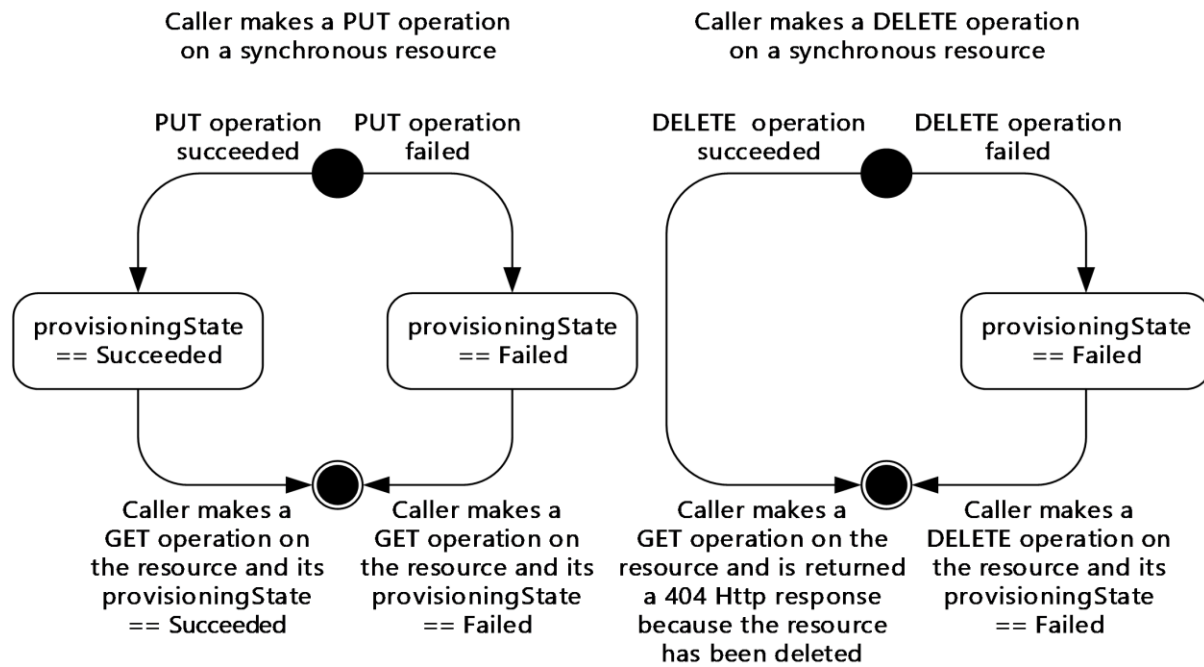 Caller makes a PUT operation
on a synchronous resource
PUT operation
succeeded
PUT operation
failed
provisioningState
== Succeeded
provisioningState
== Failed
Caller makes a
GET operation on
the resource and its
provisioningState
== Succeeded
Caller makes a
GET operation on
the resource and its
provisioningState
== Failed
Caller makes a DELETE operation
on a synchronous resource
DELETE operation
succeeded
DELETE operation
failed
provisioningState
== Failed
Caller makes a
GET operation on the
resource and is returned
a 404 Http response
because the resource
has been deleted
Caller makes a
DELETE operation on
the resource and its
provisioningState
== Failed